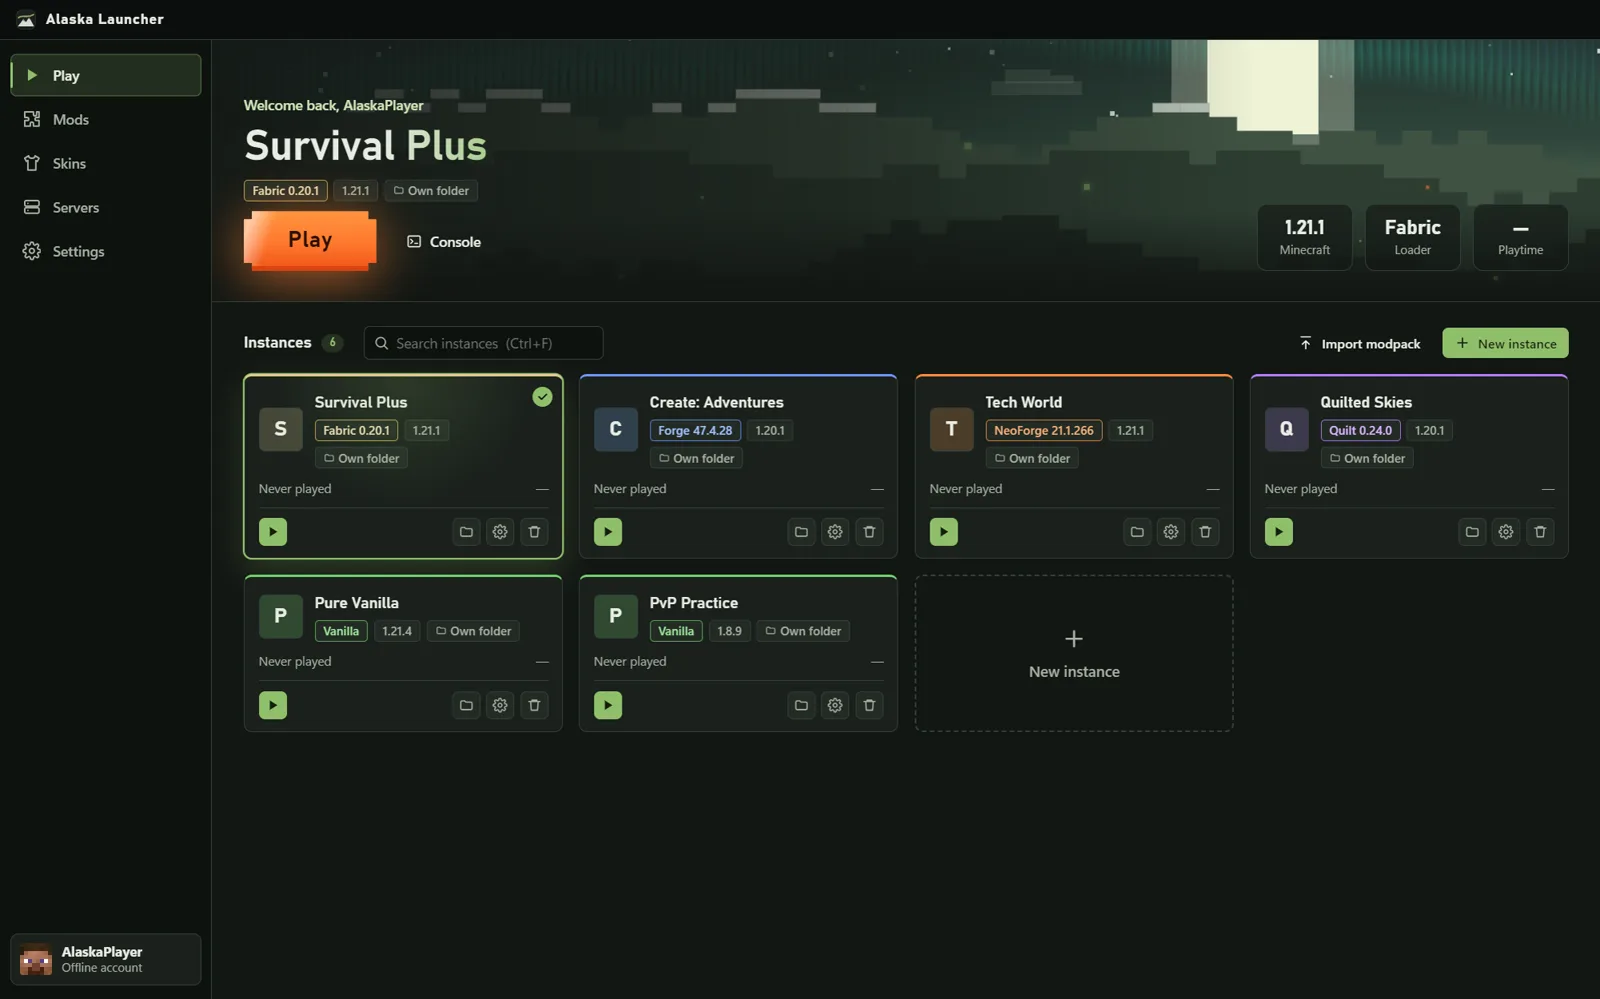 Alaska Launcher
Play
Mods
Skins
Servers
Settings
Welcome back, AlaskaPlayer
Survival Plus
Fabric 0.20.1 1.21.1 Own folder
Play Console
1.21.1 Fabric —
Minecraft Loader Playtime
Instances 6 Search instances (Ctrl+F) Import modpack + New instance
S Survival Plus
Fabric 0.20.1 1.21.1
Own folder
Never played —
C Create: Adventures
Forge 47.4.28 1.20.1
Own folder
Never played —
T Tech World
NeoForge 21.1.266 1.21.1
Own folder
Never played —
Q Quilted Skies
Quilt 0.24.0 1.20.1
Own folder
Never played —
P Pure Vanilla
Vanilla 1.21.4 Own folder
Never played —
P PvP Practice
Vanilla 1.8.9 Own folder
Never played —
+
New instance
AlaskaPlayer
Offline account